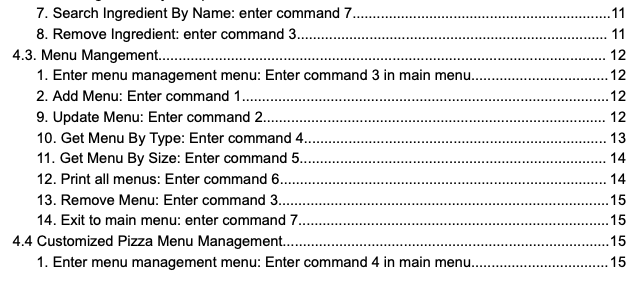 7. Search Ingredient By Name: enter command 7.............................................................11
8. Remove Ingredient: enter command 3......................................................................... 11
4.3. Menu Mangement.......................................................................................................... 12
1. Enter menu management menu: Enter command 3 in main menu................................12
2. Add Menu: Enter command 1.......................................................................................12
9. Update Menu: Enter command 2................................................................................. 12
10. Get Menu By Type: Enter command 4........................................................................ 13
11. Get Menu By Size: Enter command 5......................................................................... 14
12. Print all menus: Enter command 6.............................................................................. 14
13. Remove Menu: Enter command 3...............................................................................15
14. Exit to main menu: enter command 7..........................................................................15
4.4 Customized Pizza Menu Management..............................................................................15
1. Enter menu management menu: Enter command 4 in main menu................................15